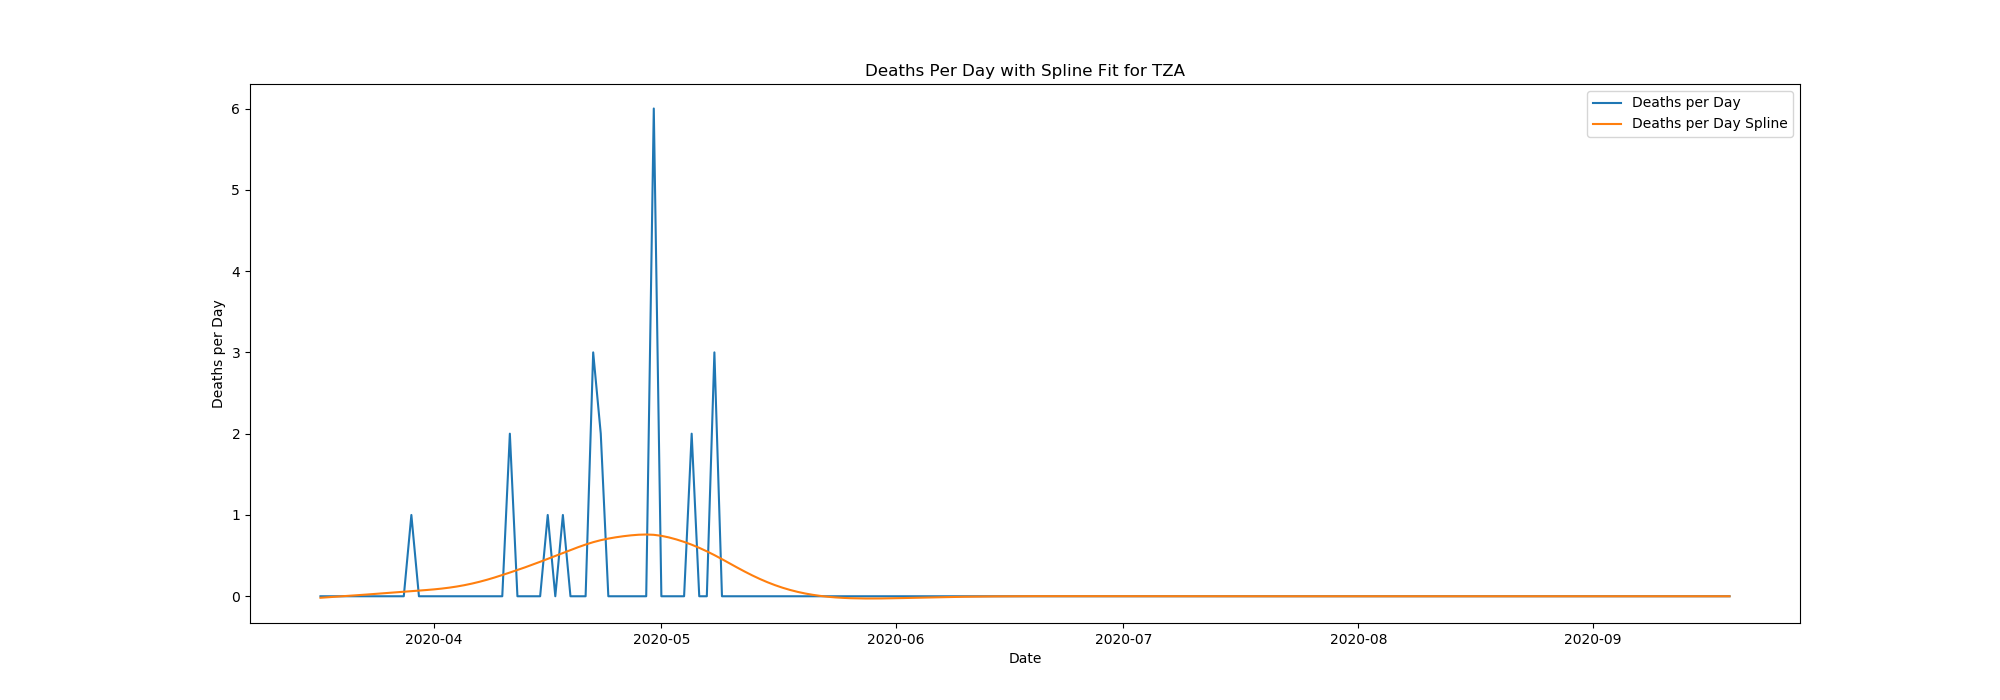 Deaths Per Day with Spline Fit for TZA
Deaths per Day
Deaths per Day Spline
6
5
4
3
2
1
0
Deaths per Day
2020-04
2020-05
2020-06
2020-07
2020-08
2020-09
Date